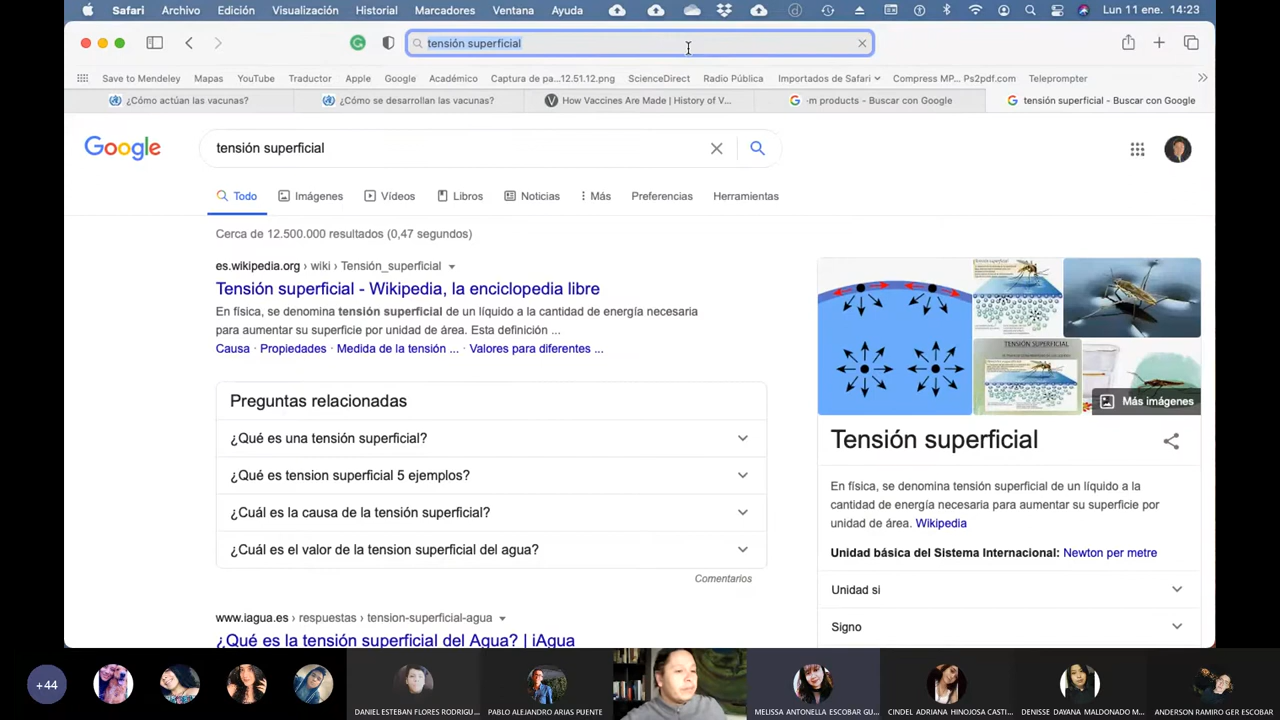 Safari Archivo Edición Visualización Historial Marcadores Ventana Ayuda Lun 11 ene. 14:23
tensión superficial
Save to Mendeley Mapas YouTube Traductor Apple Google Académico Captura de pa...12.51.12.png ScienceDirect Radio Pública Importados de Safari Compress MP... Ps2pdf.com Teleprompter
¿Cómo actúan las vacunas? ¿Cómo se desarrollan las vacunas? How Vaccines Are Made | History of V... -m products - Buscar con Google tensión superficial - Buscar con Google
Google
tensión superficial
Todo Imágenes Vídeos Libros Noticias Más Preferencias Herramientas
Cerca de 12.500.000 resultados (0,47 segundos)
es.wikipedia.org › wiki › Tensión_superficial
Tensión superficial - Wikipedia, la enciclopedia libre
En física, se denomina tensión superficial de un líquido a la cantidad de energía necesaria
para aumentar su superficie por unidad de área. Esta definición ...
Causa · Propiedades · Medida de la tensión ... · Valores para diferentes ...
Preguntas relacionadas
¿Qué es una tensión superficial?
¿Qué es tension superficial 5 ejemplos?
¿Cuál es la causa de la tensión superficial?
¿Cuál es el valor de la tension superficial del agua?
Comentarios
www.iagua.es › respuestas › tension-superficial-agua
¿Qué es la tensión superficial del Agua? | iAgua
TENSIÓN SUPERFICIAL
Más imágenes
Tensión superficial
En física, se denomina tensión superficial de un líquido a la
cantidad de energía necesaria para aumentar su superficie por
unidad de área. Wikipedia
Unidad básica del Sistema Internacional: Newton per metre
Unidad si
Signo
+44
DANIEL ESTEBAN FLORES RODRIGU... PABLO ALEJANDRO ARIAS PUENTE MELISSA ANTONELLA ESCOBAR GU... CINDEL ADRIANA HINOJOSA CASTI... DENISSE DAYANA MALDONADO M... ANDERSON RAMIRO GER ESCOBAR